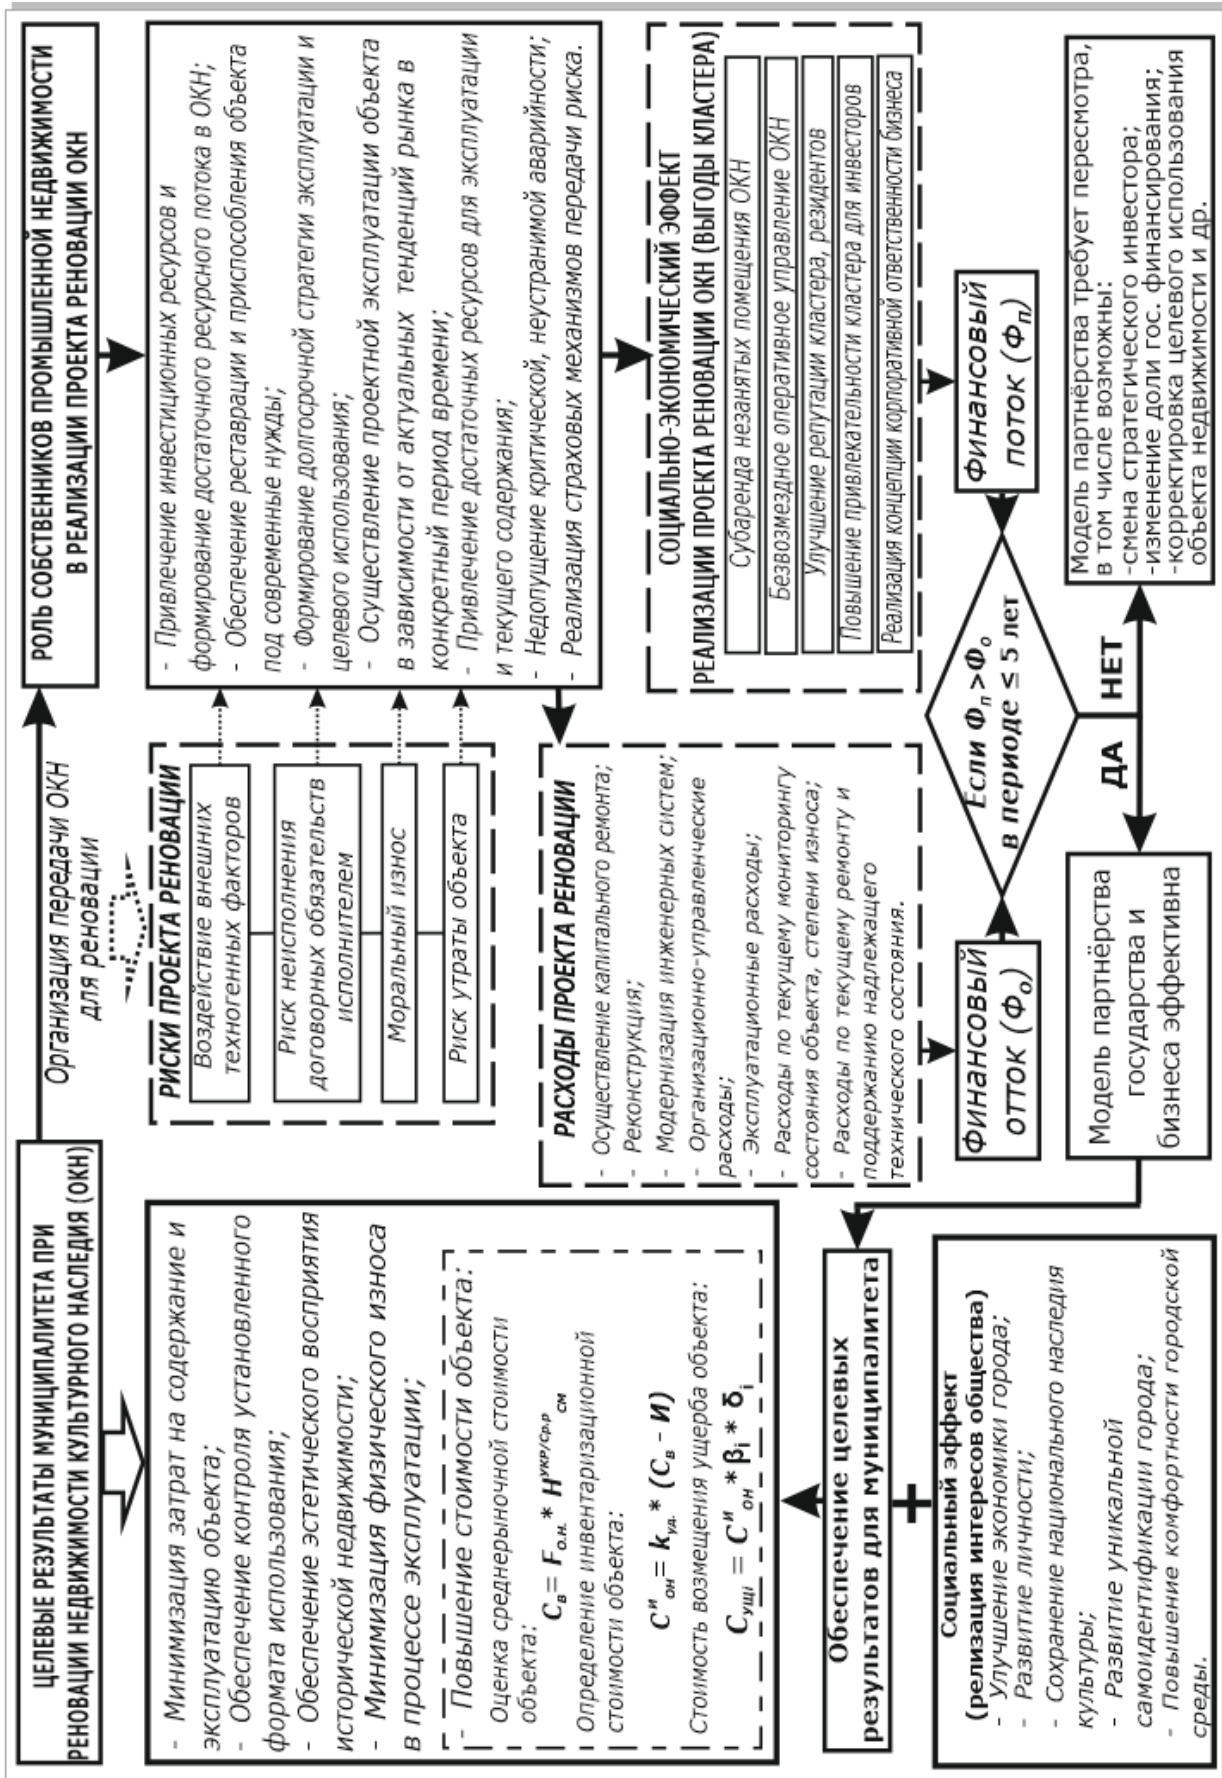 ЦЕЛЕВЫЕ РЕЗУЛЬТАТЫ МУНИЦИПАЛИТЕТА ПРИ
РЕНОВАЦИИ НЕДВИЖИМОСТИ КУЛЬТУРНОГО НАСЛЕДИЯ (ОКН)
Организация передачи ОКН
для реновации
РОЛЬ СОБСТВЕННИКОВ ПРОМЫШЛЕННОЙ НЕДВИЖИМОСТИ
В РЕАЛИЗАЦИИ ПРОЕКТА РЕНОВАЦИИ ОКН
- Минимизация затрат на содержание и
эксплуатацию объекта;
- Обеспечение контроля установленного
формата использования;
- Обеспечение эстетического восприятия
исторической недвижимости;
- Минимизация физического износа
в процессе эксплуатации;
- Повышение стоимости объекта:
Оценка среднерыночной стоимости
объекта:
Cв= Fо.н.* Hукр/ср.р см
Определение инвентаризационной
стоимости объекта:
Cи он= kуд.* (Cв - И)
Стоимость возмещения ущерба объекта:
Cущi = Cи он* βi * δi
РИСКИ ПРОЕКТА РЕНОВАЦИИ
Воздействие внешних
техногенных факторов
Риск неисполнения
договорных обязательств
исполнителем
Моральный износ
Риск утраты объекта
- Привлечение инвестиционных ресурсов и
формирование достаточного ресурсного потока в ОКН;
- Обеспечение реставрации и приспособления объекта
под современные нужды;
- Формирование долгосрочной стратегии эксплуатации и
целевого использования;
- Осуществление проектной эксплуатации объекта
в зависимости от актуальных тенденций рынка в
конкретный период времени;
- Привлечение достаточных ресурсов для эксплуатации
и текущего содержания;
- Недопущение критической, неустранимой аварийности;
- Реализация страховых механизмов передачи риска.
РАСХОДЫ ПРОЕКТА РЕНОВАЦИИ
- Осуществление капитального ремонта;
- Реконструкция;
- Модернизация инженерных систем;
- Организационно-управленческие
расходы;
- Эксплуатационные расходы;
- Расходы по текущему мониторингу
состояния объекта, степени износа;
- Расходы по текущему ремонту и
поддержанию надлежащего
технического состояния.
СОЦИАЛЬНО-ЭКОНОМИЧЕСКИЙ ЭФФЕКТ
РЕАЛИЗАЦИИ ПРОЕКТА РЕНОВАЦИИ ОКН (ВЫГОДЫ КЛАСТЕРА)
Субаренда незанятых помещения ОКН
Безвозмездное оперативное управление ОКН
Улучшение репутации кластера, резидентов
Повышение привлекательности кластера для инвесторов
Реализация концепции корпоративной ответственности бизнеса
Обеспечение целевых
результатов для муниципалитета
+
Социальный эффект
(релизация интересов общества)
- Улучшение экономики города;
- Развитие личности;
- Сохранение национального наследия
культуры;
- Развитие уникальной
самоидентификации города;
- Повышение комфортности городской
среды.
ФИНАНСОВЫЙ
ОТТОК (Фо)
Если Фп >Фо
в периоде ≤ 5 лет
ФИНАНСОВЫЙ
ПОТОК (Фп)
ДА
НЕТ
Модель партнёрства
государства и
бизнеса эффективна
Модель партнёрства требует пересмотра,
в том числе возможны:
-смена стратегического инвестора;
-изменение доли гос. финансирования;
-корректировка целевого использования
объекта недвижимости и др.